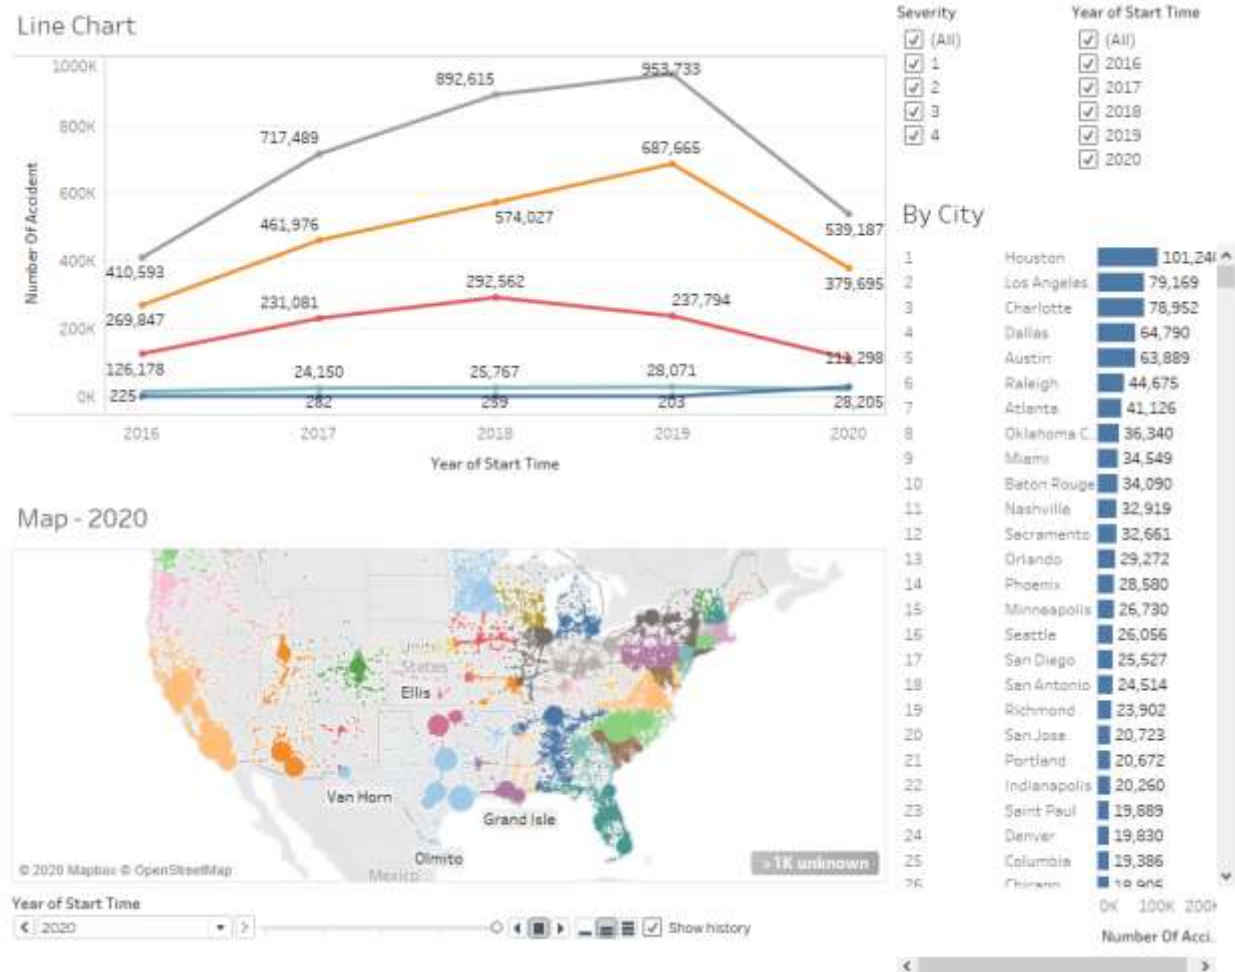 Line Chart
1000K
800K
600K
400K
200K
0K
Number Of Accident
410,593
717,489
892,615
953,733
539,187
269,847
461,976
574,027
687,665
379,695
126,178
231,081
292,562
237,794
24,150
25,767
28,071
225
282
203
28,205
2016
2017
2018
2019
2020
Year of Start Time
Severity
(All)
1
2
3
4
Year of Start Time
(All)
2016
2017
2018
2019
2020
By City
1 Houston
2 Los Angeles 79,169
3 Charlotte 78,952
4 Dallas 64,790
5 Austin 63,889
6 Raleigh 44,675
7 Atlanta 41,126
8 Oklahoma C.. 36,340
9 Miami 34,549
10 Baton Rouge 34,090
11 Nashville 32,919
12 Sacramento 32,661
13 Orlando 29,272
14 Phoenix 28,580
15 Minneapolis 26,730
16 Seattle 26,056
17 San Diego 25,527
18 San Antonio 24,514
19 Richmond 23,902
20 San Jose 20,723
21 Portland 20,672
22 Indianapolis 20,260
23 Saint Paul 19,889
24 Denver 19,830
25 Columbia 19,386
26 Chicago
0K 100K
Number Of Acci..
Map - 2020
United
States
Ellis
Van Horn
Grand Isle
Olmito
Mexico
© 2020 Mapbox © OpenStreetMap
>1K unknown
Year of Start Time
2020
Show history